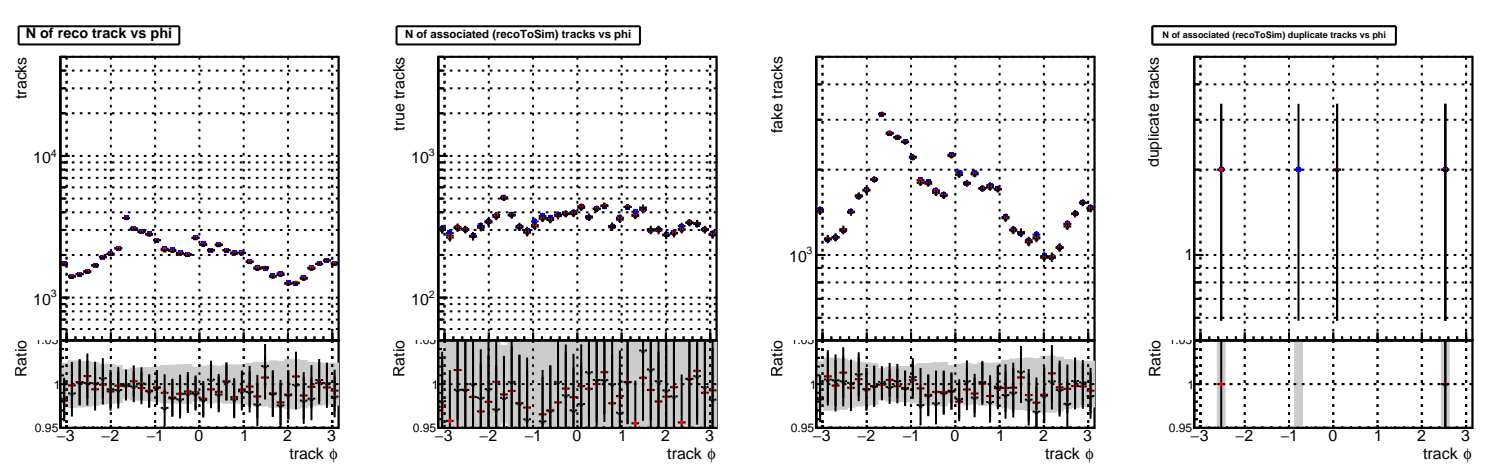 N of reco track vs phi
tracks
10⁴
10³
Ratio
1.05
1
0.95
−3 −2 −1 0 1 2 3
track ϕ
N of associated (recoToSim) tracks vs phi
true tracks
10³
10²
Ratio
1
0.95
−3 −2 −1 0 1 2 3
track ϕ
fake tracks
10³
Ratio
1
0.95
−3 −2 −1 0 1 2 3
track ϕ
N of associated (recoToSim) duplicate tracks vs phi
duplicate tracks
1
Ratio
1
0.95
−3 −2 −1 0 1 2 3
track ϕ